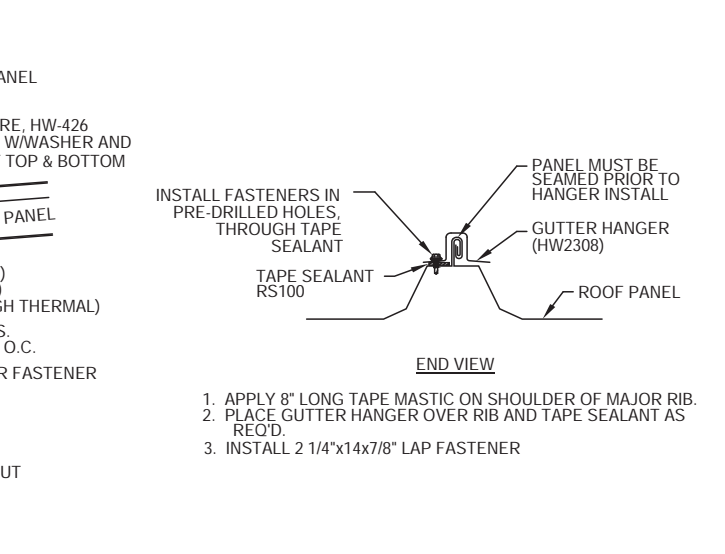 ANEL
RE, HW-426
W/WASHER AND
TOP & BOTTOM
PANEL
)
)
GH THERMAL)
S.
O.C.
R FASTENER
UT
INSTALL FASTENERS IN
PRE-DRILLED HOLES,
THROUGH TAPE
SEALANT
TAPE SEALANT
RS100
PANEL MUST BE
SEAMED PRIOR TO
HANGER INSTALL
GUTTER HANGER
(HW2308)
ROOF PANEL
END VIEW
1. APPLY 8" LONG TAPE MASTIC ON SHOULDER OF MAJOR RIB.
2. PLACE GUTTER HANGER OVER RIB AND TAPE SEALANT AS
REQ'D.
3. INSTALL 2 1/4"x14x7/8" LAP FASTENER